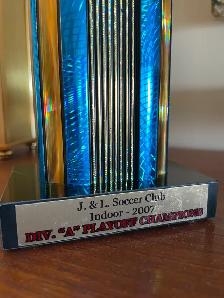 J. & L. Soccer Club
Indoor - 2007
DIV. "A" PLAYOFF CHAMPIONS